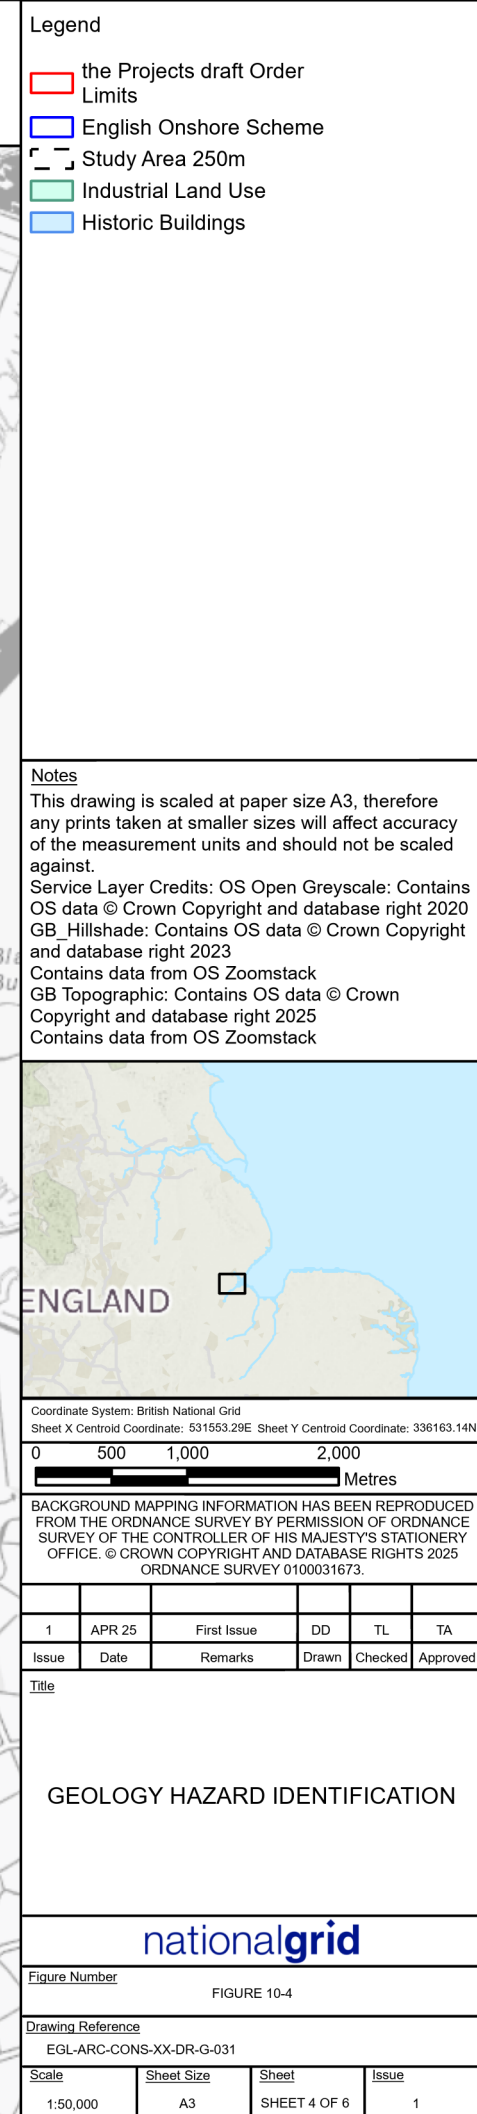 Legend
the Projects draft Order
Limits
English Onshore Scheme
Study Area 250m
Industrial Land Use
Historic Buildings
Notes
This drawing is scaled at paper size A3, therefore
any prints taken at smaller sizes will affect accuracy
of the measurement units and should not be scaled
against.
Service Layer Credits: OS Open Greyscale: Contains
OS data © Crown Copyright and database right 2020
GB_Hillshade: Contains OS data © Crown Copyright
and database right 2023
Contains data from OS Zoomstack
GB Topographic: Contains OS data © Crown
Copyright and database right 2025
Contains data from OS Zoomstack
ENGLAND
Coordinate System: British National Grid
Sheet X Centroid Coordinate: 531553.29E Sheet Y Centroid Coordinate: 336163.14N
0 500 1,000 2,000
Metres
BACKGROUND MAPPING INFORMATION HAS BEEN REPRODUCED
FROM THE ORDNANCE SURVEY BY PERMISSION OF ORDNANCE
SURVEY OF THE CONTROLLER OF HIS MAJESTY'S STATIONERY
OFFICE. © CROWN COPYRIGHT AND DATABASE RIGHTS 2025
ORDNANCE SURVEY 0100031673.
1 APR 25 First Issue DD TL TA
Issue Date Remarks Drawn Checked Approved
Title
GEOLOGY HAZARD IDENTIFICATION
nationalgrid
Figure Number
FIGURE 10-4
Drawing Reference
EGL-ARC-CONS-XX-DR-G-031
Scale Sheet Size Sheet Issue
1:50,000 A3 SHEET 4 OF 6 1